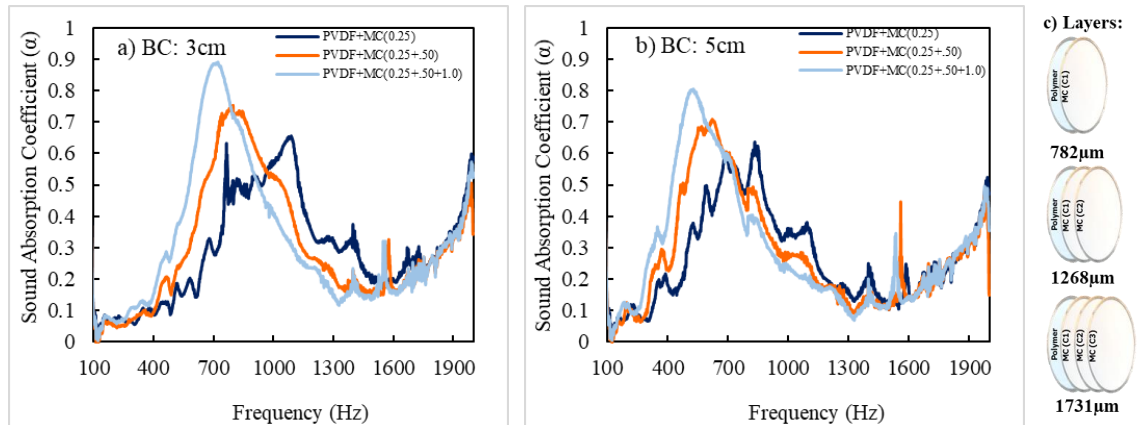 a) BC: 3cm
PVDF+MC(0.25)
PVDF+MC(0.25+.50)
PVDF+MC(0.25+.50+1.0)
Sound Absorption Coefficient (α)
1
0.9
0.8
0.7
0.6
0.5
0.4
0.3
0.2
0.1
0
100 400 700 1000 1300 1600 1900
Frequency (Hz)
b) BC: 5cm
PVDF+MC(0.25)
PVDF+MC(0.25+.50)
PVDF+MC(0.25+.50+1.0)
Sound Absorption Coefficient (α)
1
0.9
0.8
0.7
0.6
0.5
0.4
0.3
0.2
0.1
0
100 400 700 1000 1300 1600 1900
Frequency (Hz)
c) Layers:
Polymer
MC (C1)
782μm
Polymer
MC (C1)
MC (C2)
1268μm
Polymer
MC (C1)
MC (C2)
MC (C3)
1731μm